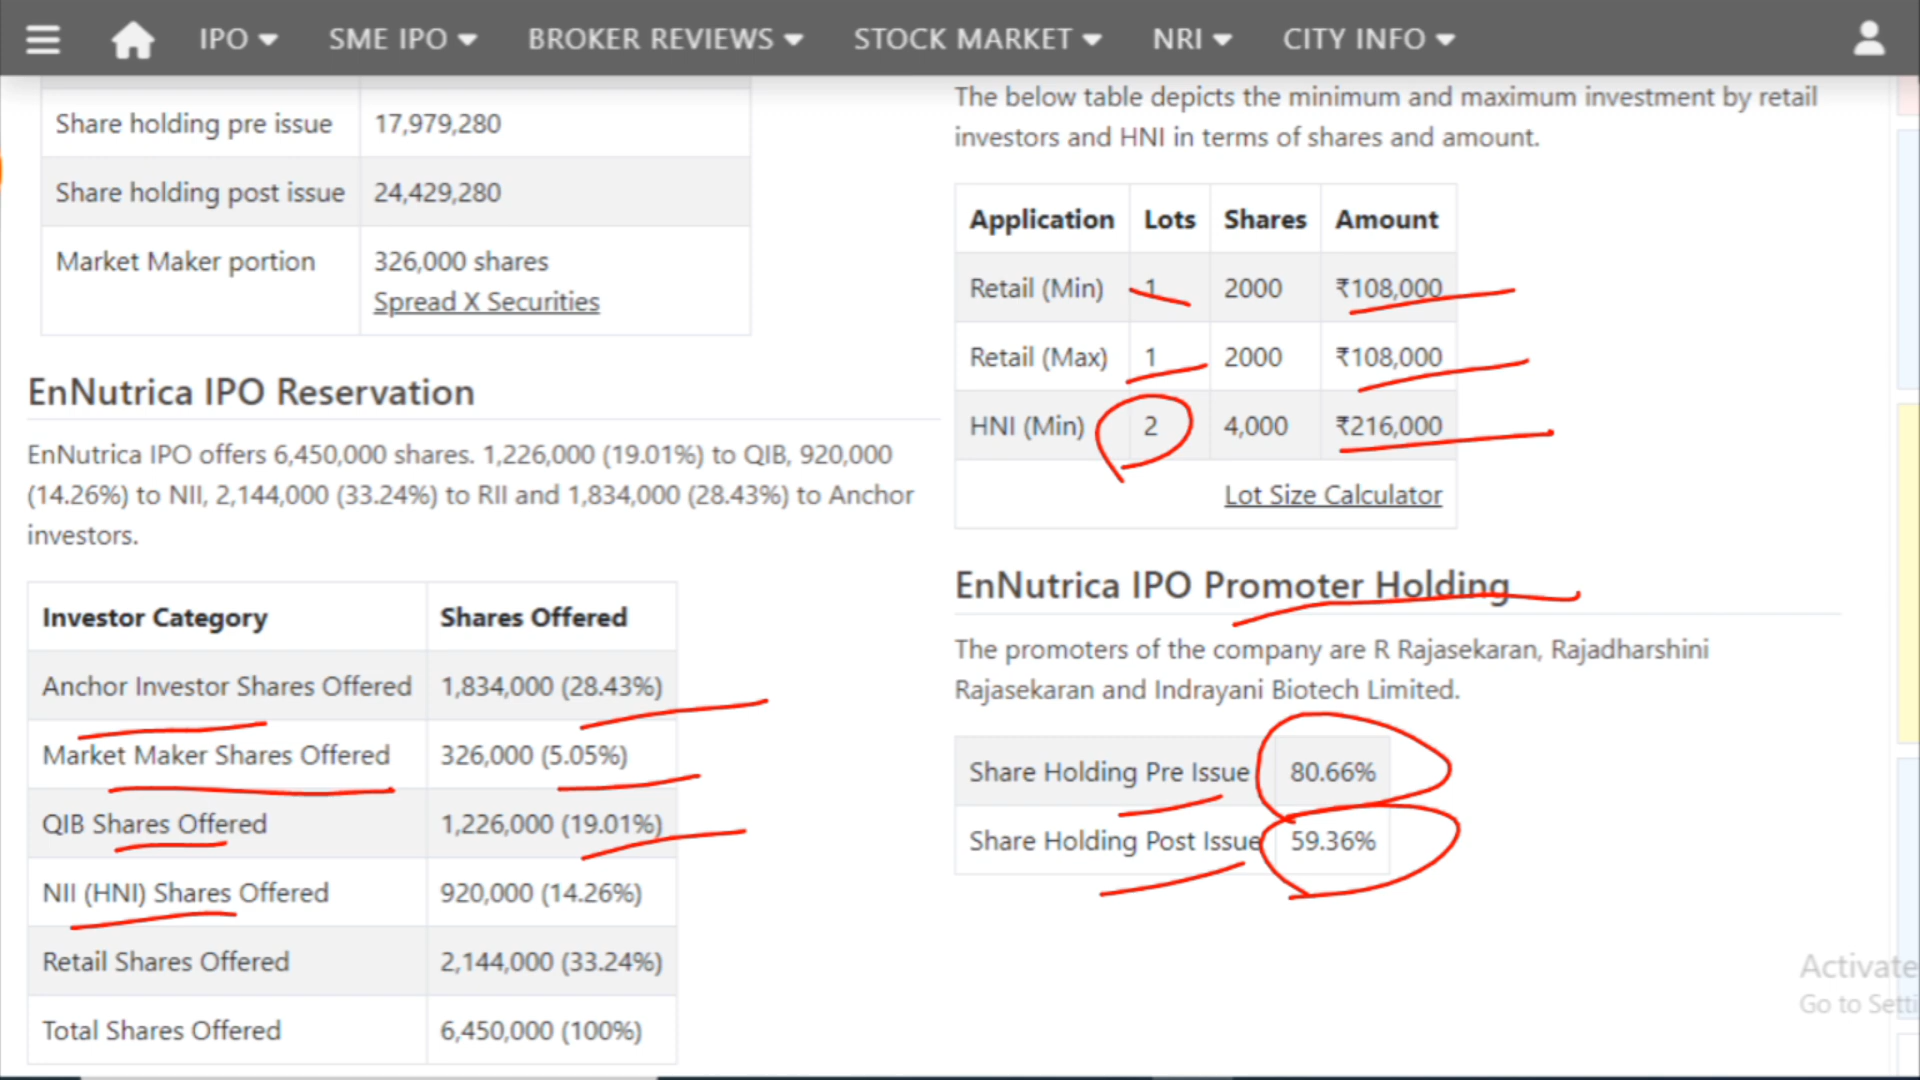 IPO SME IPO BROKER REVIEWS STOCK MARKET NRI CITY INFO
Share holding pre issue 17,979,280
Share holding post issue 24,429,280
Market Maker portion 326,000 shares
Spread X Securities
EnNutrica IPO Reservation
EnNutrica IPO offers 6,450,000 shares. 1,226,000 (19.01%) to QIB, 920,000
(14.26%) to NII, 2,144,000 (33.24%) to RII and 1,834,000 (28.43%) to Anchor
investors.
Investor Category Shares Offered
Anchor Investor Shares Offered 1,834,000 (28.43%)
Market Maker Shares Offered 326,000 (5.05%)
QIB Shares Offered 1,226,000 (19.01%)
NII (HNI) Shares Offered 920,000 (14.26%)
Retail Shares Offered 2,144,000 (33.24%)
Total Shares Offered 6,450,000 (100%)
The below table depicts the minimum and maximum investment by retail
investors and HNI in terms of shares and amount.
Application Lots Shares Amount
Retail (Min) 1 2000 ₹108,000
Retail (Max) 1 2000 ₹108,000
HNI (Min) 2 4,000 ₹216,000
Lot Size Calculator
EnNutrica IPO Promoter Holding
The promoters of the company are R Rajasekaran, Rajadharshini
Rajasekaran and Indrayani Biotech Limited.
Share Holding Pre Issue 80.66%
Share Holding Post Issue 59.36%
Activate
Go to Setti